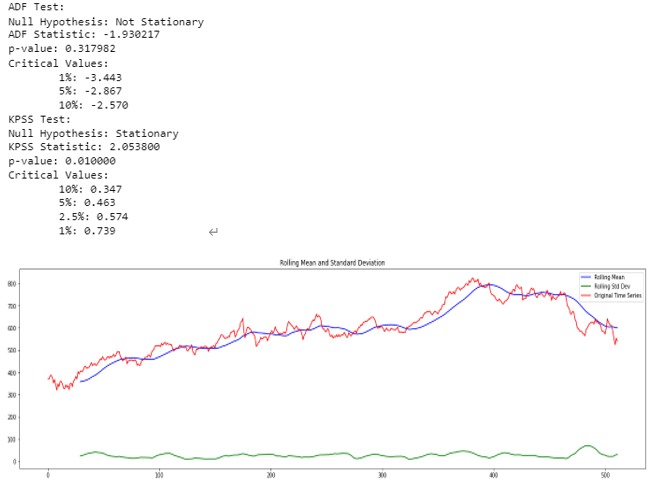 ADF Test:
Null Hypothesis: Not Stationary
ADF Statistic: -1.930217
p-value: 0.317982
Critical Values:
1%: -3.443
5%: -2.867
10%: -2.570
KPSS Test:
Null Hypothesis: Stationary
KPSS Statistic: 2.053800
p-value: 0.010000
Critical Values:
10%: 0.347
5%: 0.463
2.5%: 0.574
1%: 0.739
Rolling Mean and Standard Deviation
Rolling Mean
Rolling Std Dev
Original Time Series
800
700
600
500
400
300
200
100
0
0 100 200 300 400 500